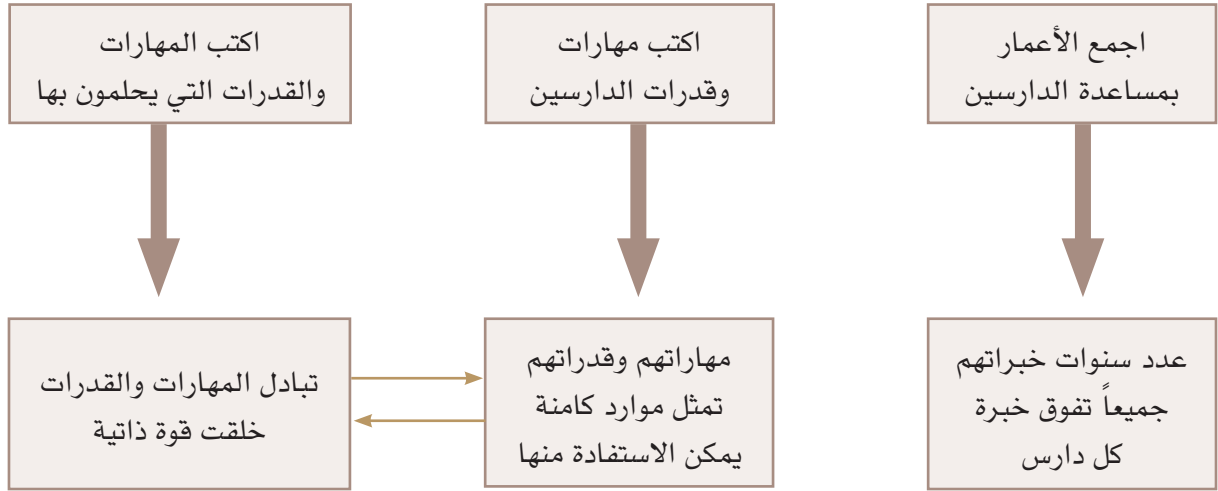 اجمع الأعمار
بمساعدة الدارسين
اكتب مهارات
وقدرات الدارسين
اكتب المهارات
والقدرات التي يحلمون بها
عدد سنوات خبراتهم
جميعاً تفوق خبرة
كل دارس
مهاراتهم وقدراتهم
تمثل موارد كامنة
يمكن الاستفادة منها
تبادل المهارات والقدرات
خلقت قوة ذاتية